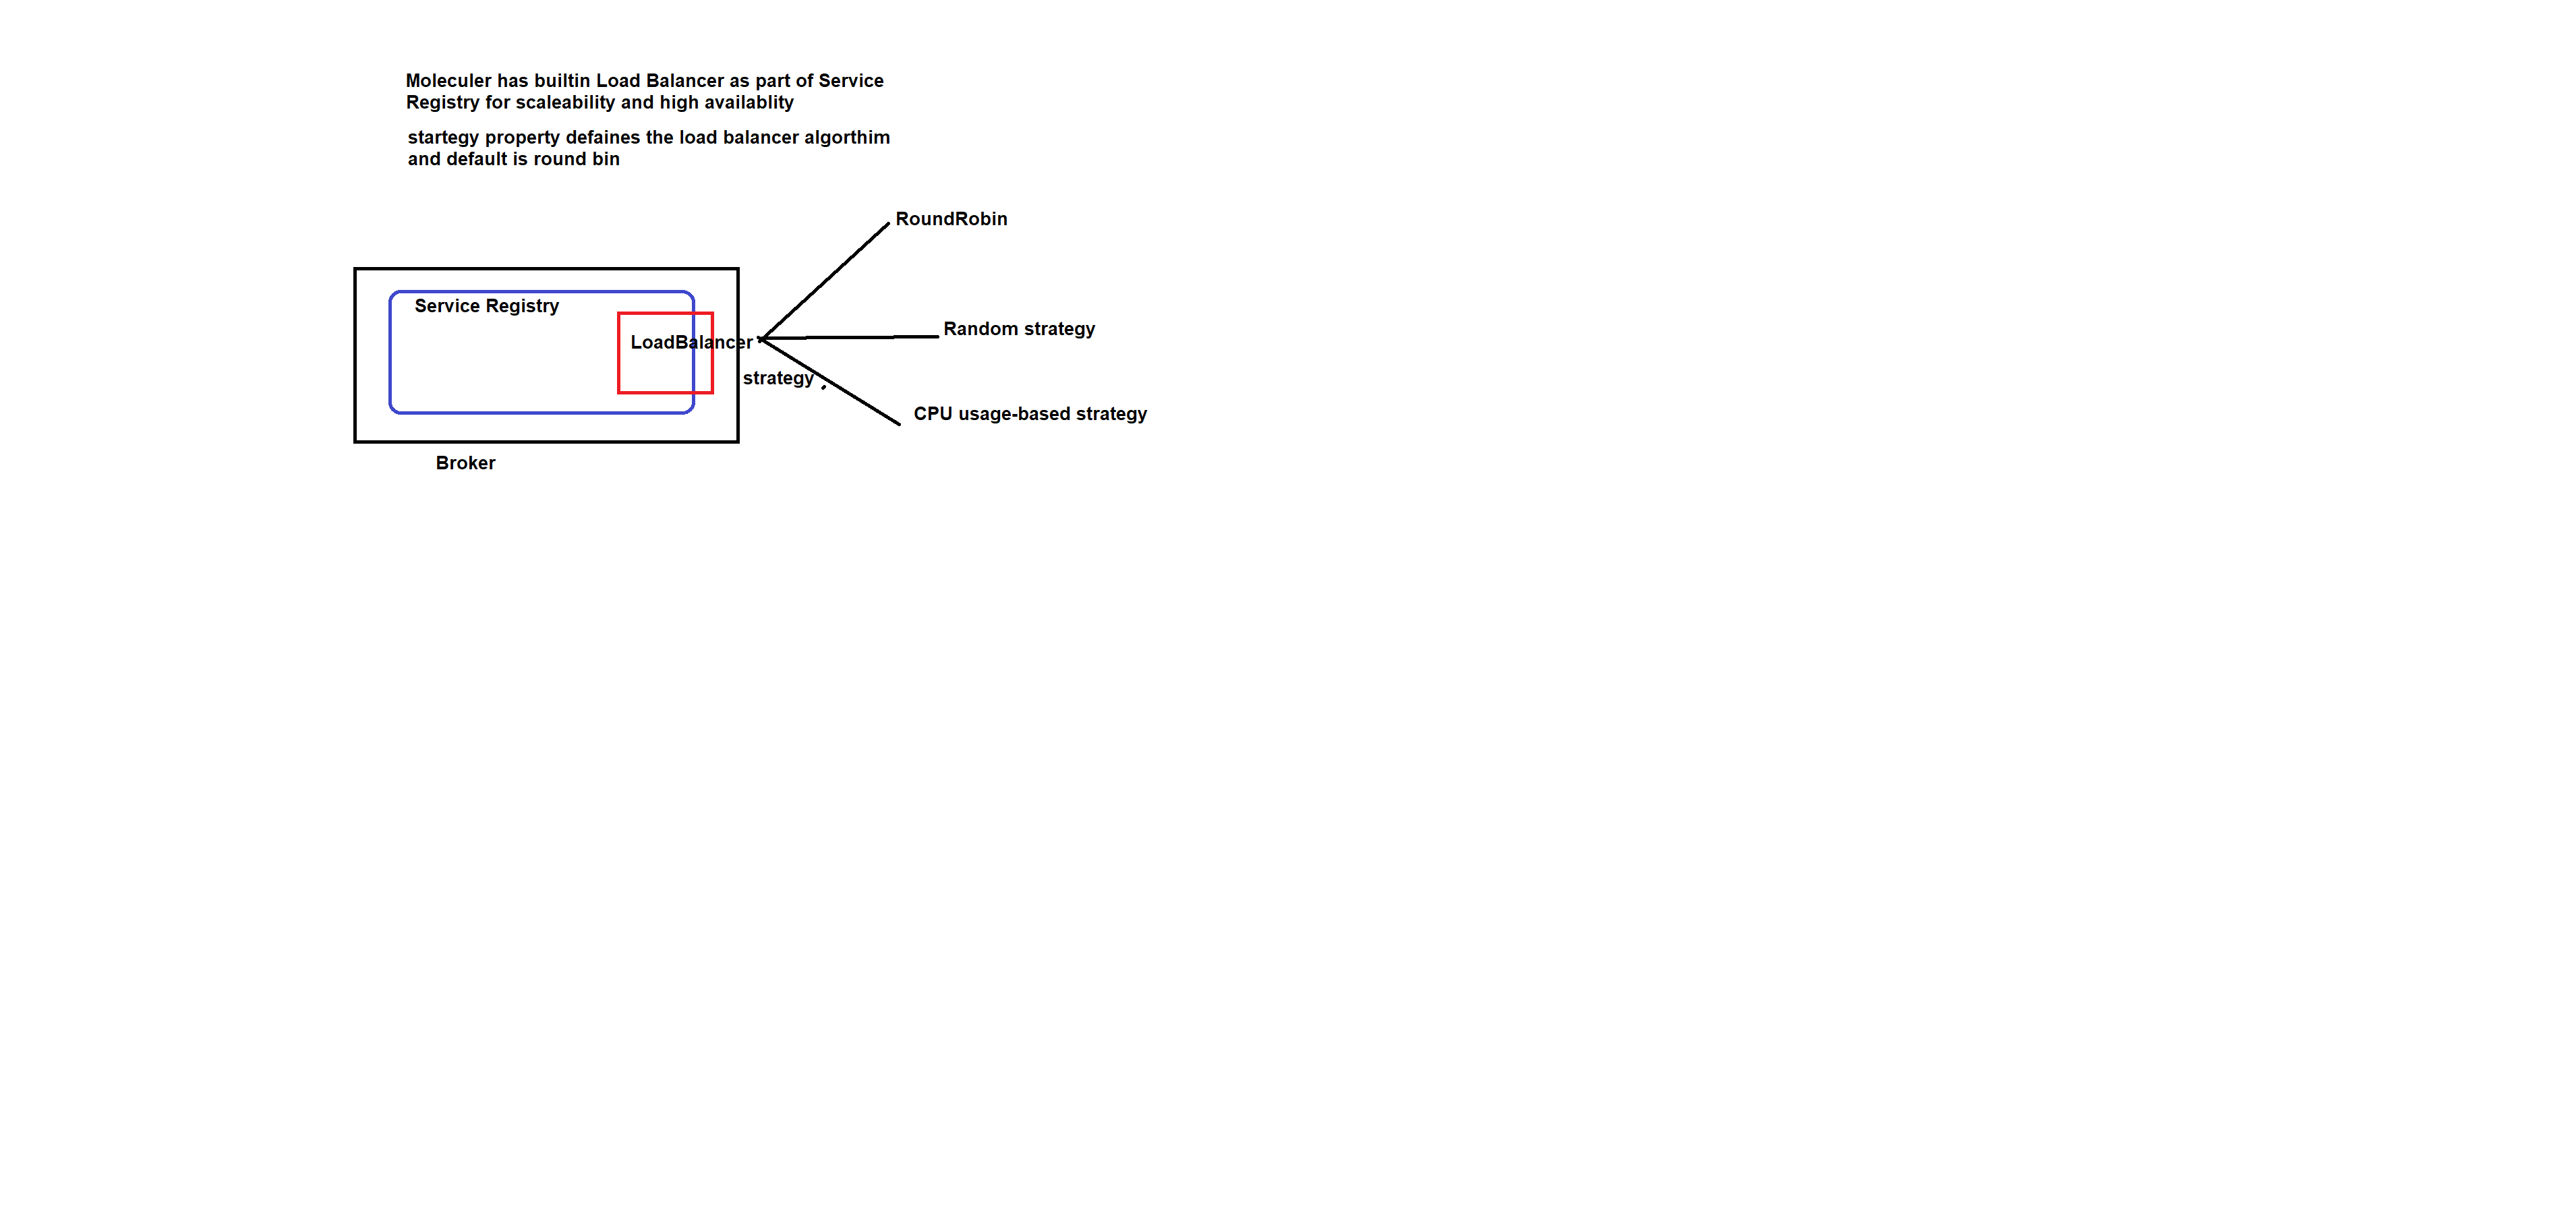 Moleculer has builtin Load Balancer as part of Service
Registry for scaleability and high availablity
startegy property defaines the load balancer algorthim
and default is round bin
RoundRobin
Service Registry
Random strategy
LoadBalancer
strategy
CPU usage-based strategy
Broker